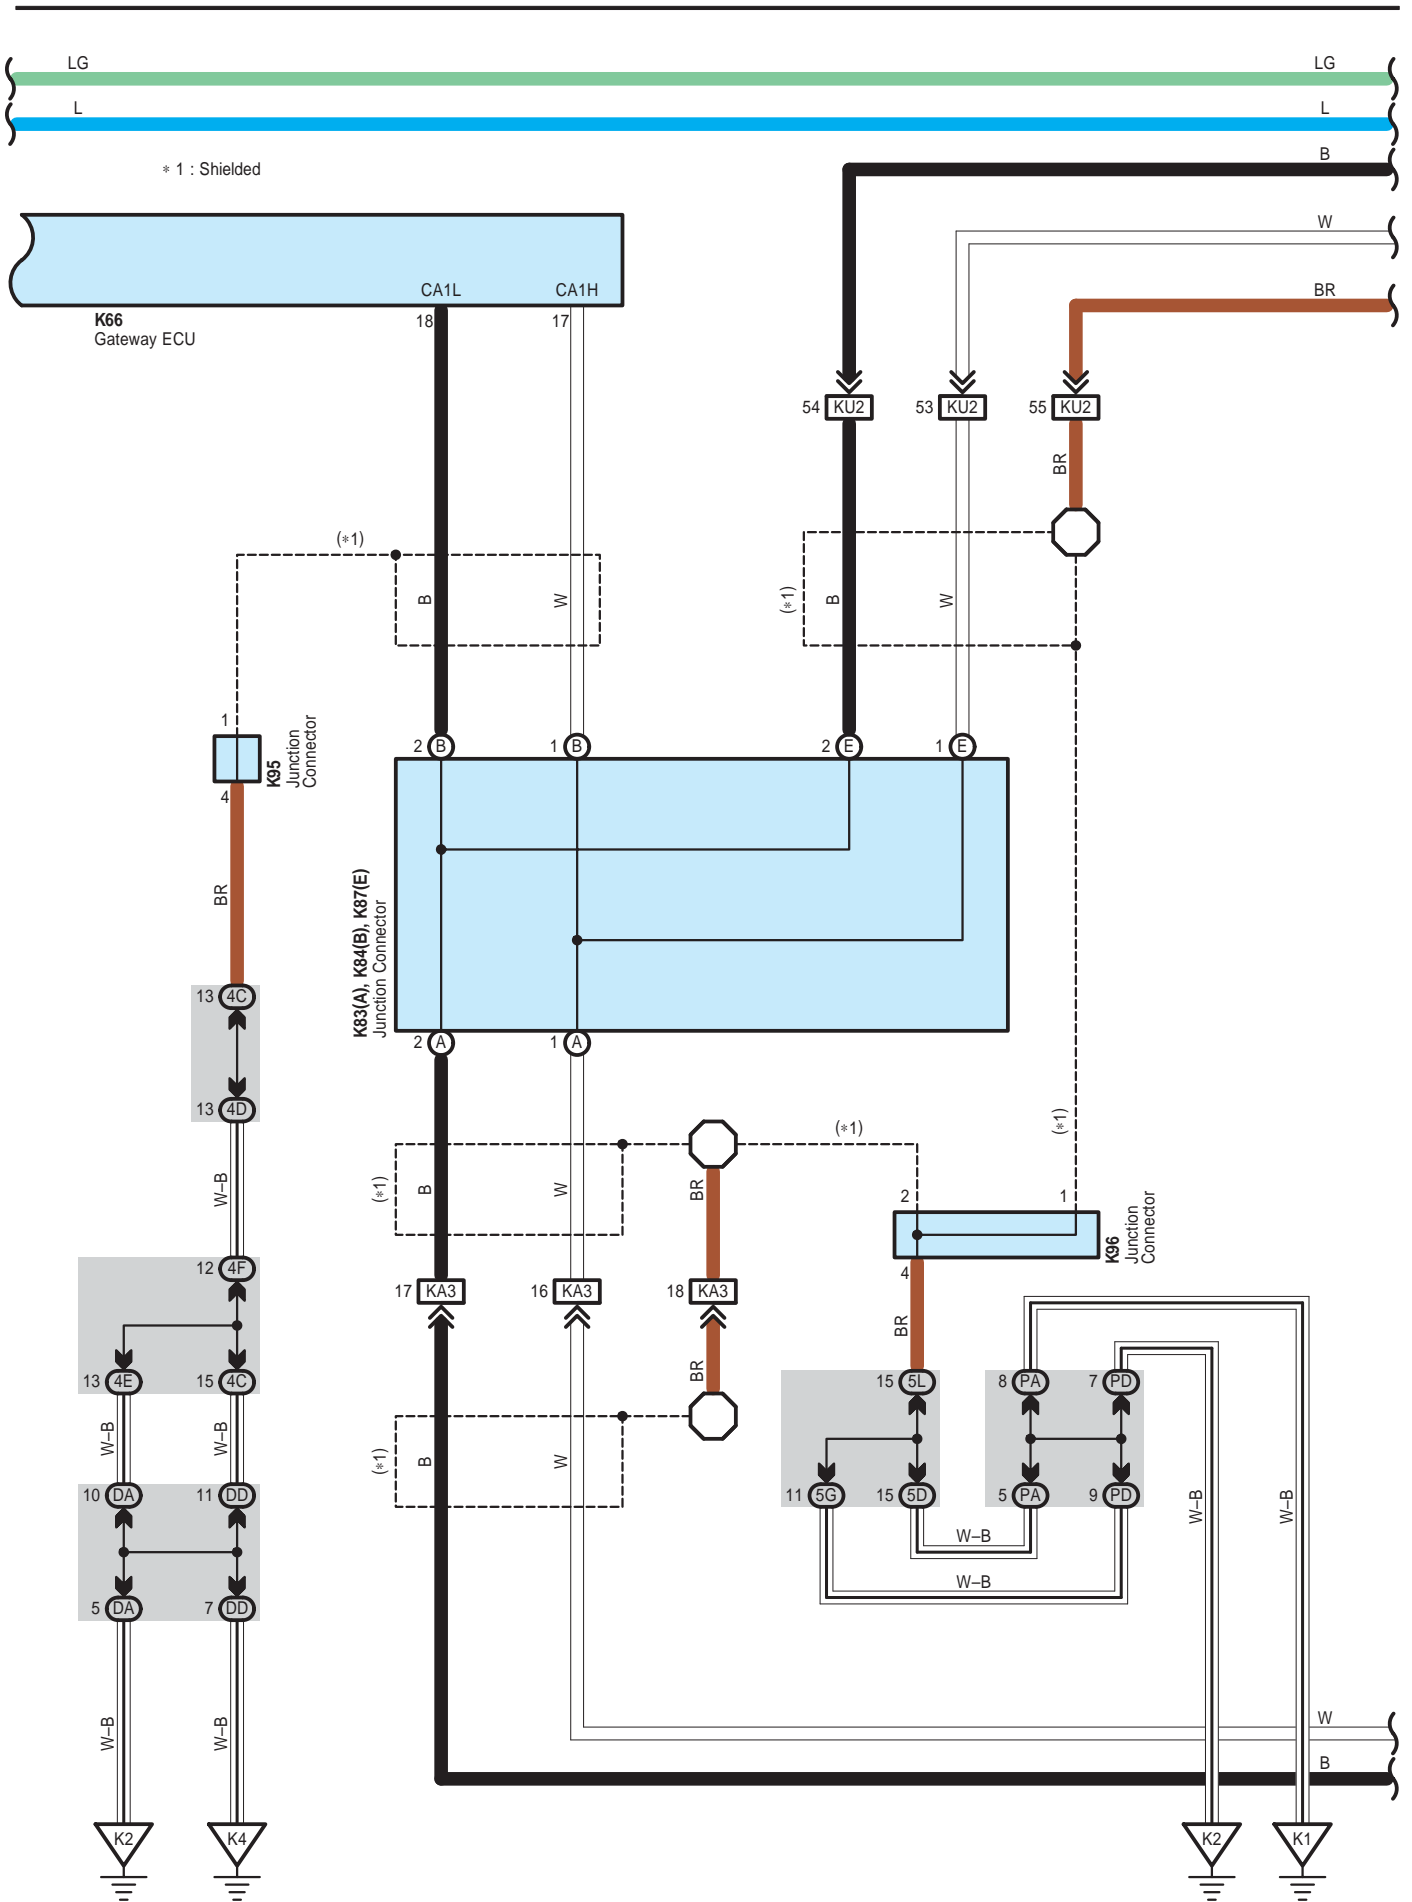 LG LG
L L
B
∗ 1 : Shielded
W
CA1L CA1H
BR
18 17
K66
Gateway ECU
54 KU2 53 KU2 55 KU2
BR
(∗1)
B W (∗1) B W
1
K95
Junction
Connector
2 B 1 B 2 E 1 E
4
BR
K83(A), K84(B), K87(E)
Junction Connector
13 4C
2 A 1 A
13 4D
(∗1) (∗1)
W–B (∗1) B W BR
2 1
K96
Junction
Connector
12 4F
4
17 KA3 16 KA3 18 KA3
BR
BR
13 4E 15 4C
15 5L 8 PA 7 PD
W–B W–B (∗1) B W
10 DA 11 DD
11 5G 15 5D 5 PA 9 PD
W–B W–B
W–B
W–B
5 DA 7 DD
W–B W–B
W
B
K2 K4 K2 K1